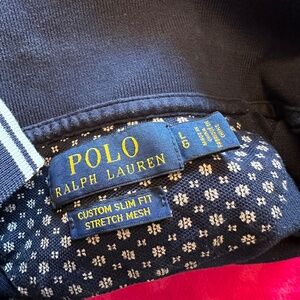 POLO
RALPH LAUREN
CUSTOM SLIM FIT
STRETCH MESH
L
G